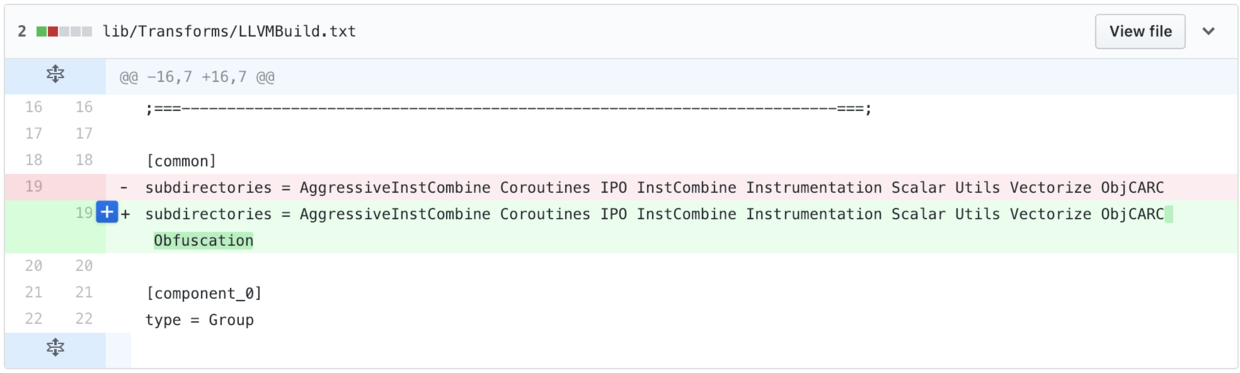 2 lib/Transforms/LLVMBuild.txt View file
@@ -16,7 +16,7 @@
16 16 ;===------------------------------------------------------------------------===;
17 17
18 18 [common]
19 - subdirectories = AggressiveInstCombine Coroutines IPO InstCombine Instrumentation Scalar Utils Vectorize ObjCARC
19 + + subdirectories = AggressiveInstCombine Coroutines IPO InstCombine Instrumentation Scalar Utils Vectorize ObjCARC
Obfuscation
20 20
21 21 [component_0]
22 22 type = Group